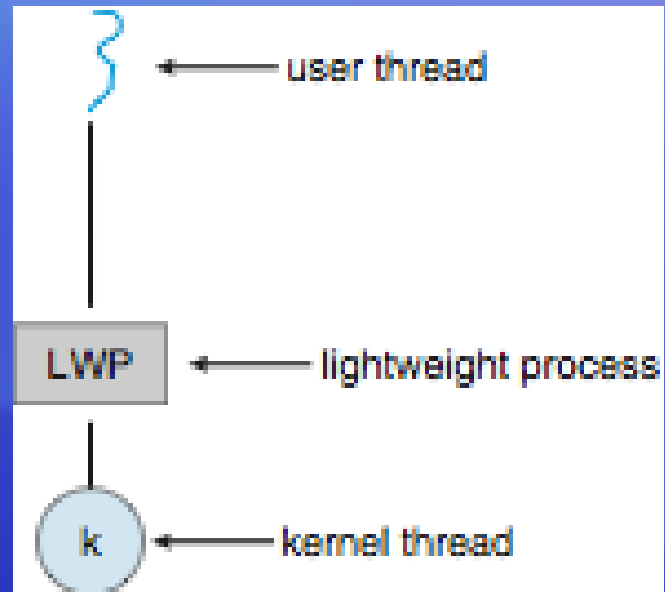 user thread
LWP
lightweight process
k
kernel thread